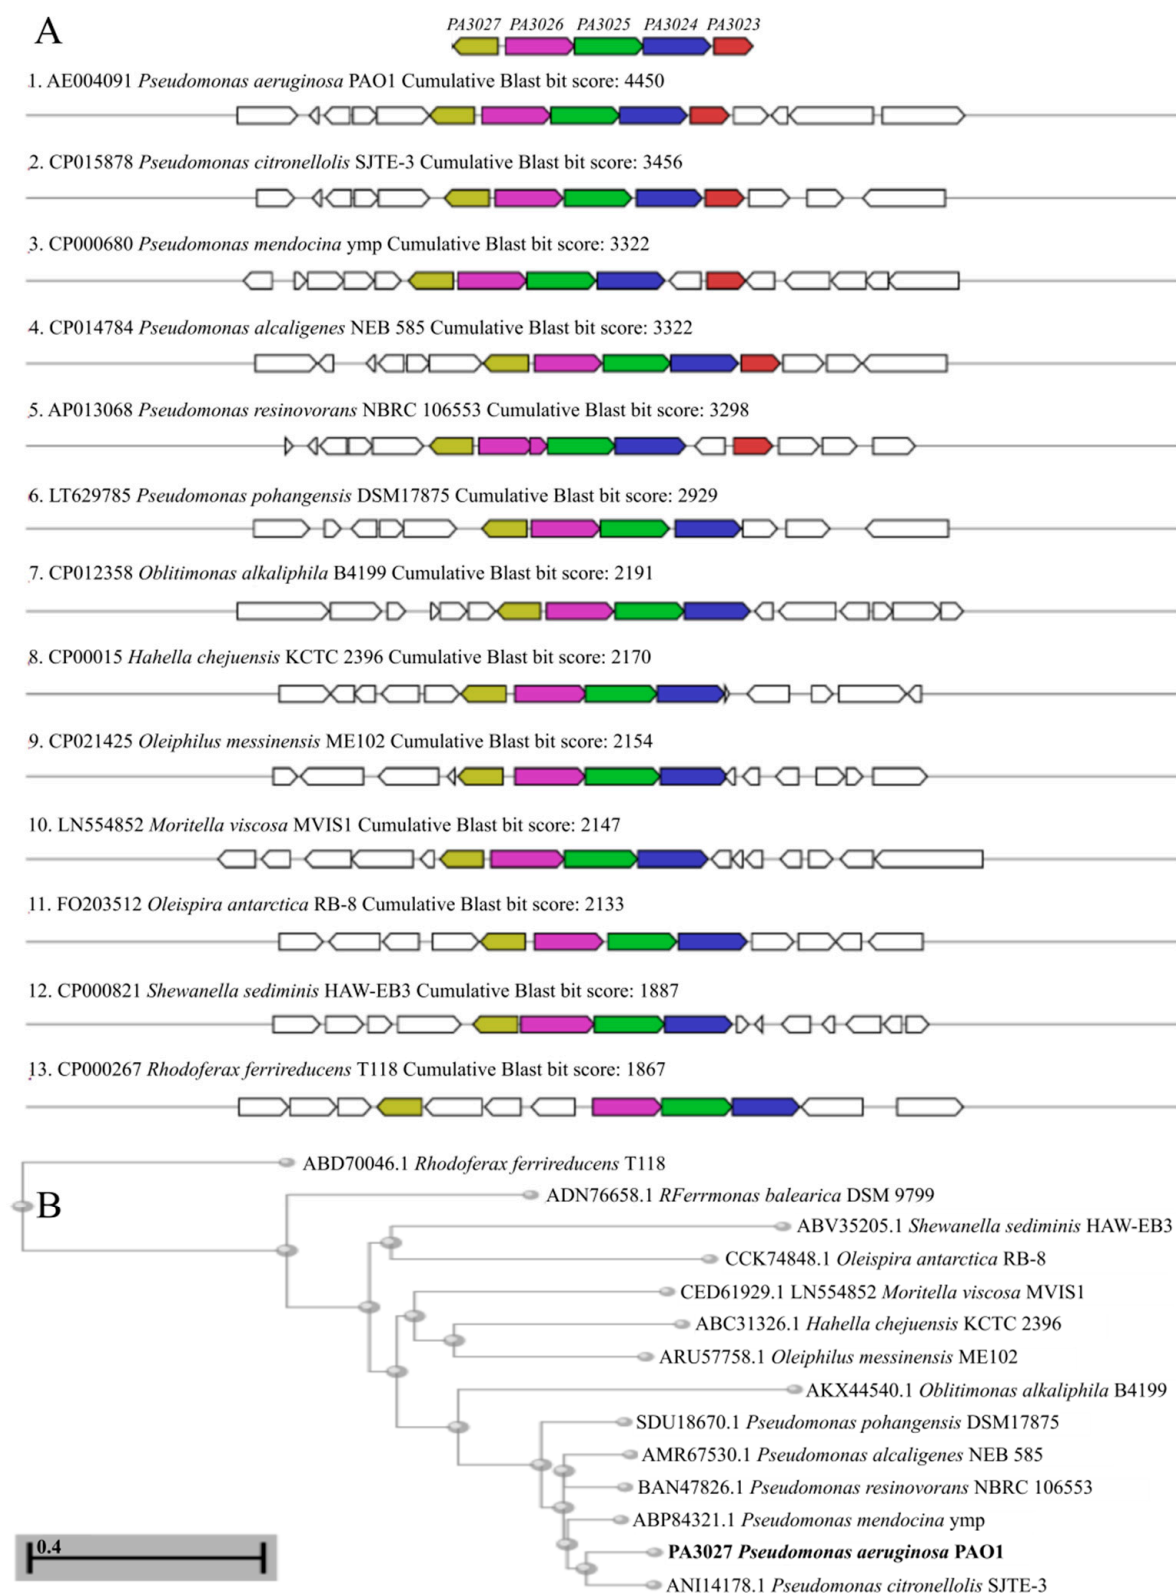 A
PA3027 PA3026 PA3025 PA3024 PA3023
1. AE004091 Pseudomonas aeruginosa PAO1 Cumulative Blast bit score: 4450
2. CP015878 Pseudomonas citronellolis SJTE-3 Cumulative Blast bit score: 3456
3. CP000680 Pseudomonas mendocina ymp Cumulative Blast bit score: 3322
4. CP014784 Pseudomonas alcaligenes NEB 585 Cumulative Blast bit score: 3322
5. AP013068 Pseudomonas resinovorans NBRC 106553 Cumulative Blast bit score: 3298
6. LT629785 Pseudomonas pohangensis DSM17875 Cumulative Blast bit score: 2929
7. CP012358 Oblitimonas alkaliphila B4199 Cumulative Blast bit score: 2191
8. CP00015 Hahella chejuensis KCTC 2396 Cumulative Blast bit score: 2170
9. CP021425 Oleiphilus messinensis ME102 Cumulative Blast bit score: 2154
10. LN554852 Moritella viscosa MVIS1 Cumulative Blast bit score: 2147
11. FO203512 Oleispira antarctica RB-8 Cumulative Blast bit score: 2133
12. CP000821 Shewanella sediminis HAW-EB3 Cumulative Blast bit score: 1887
13. CP000267 Rhodoferax ferrireducens T118 Cumulative Blast bit score: 1867
B
ABD70046.1 Rhodoferax ferrireducens T118
ADN76658.1 RFerrmonas balearica DSM 9799
ABV35205.1 Shewanella sediminis HAW-EB3
CCK74848.1 Oleispira antarctica RB-8
CED61929.1 LN554852 Moritella viscosa MVIS1
ABC31326.1 Hahella chejuensis KCTC 2396
ARU57758.1 Oleiphilus messinensis ME102
AKX44540.1 Oblitimonas alkaliphila B4199
SDU18670.1 Pseudomonas pohangensis DSM17875
AMR67530.1 Pseudomonas alcaligenes NEB 585
BAN47826.1 Pseudomonas resinovorans NBRC 106553
ABP84321.1 Pseudomonas mendocina ymp
PA3027 Pseudomonas aeruginosa PAO1
ANI14178.1 Pseudomonas citronellolis SJTE-3
0.4